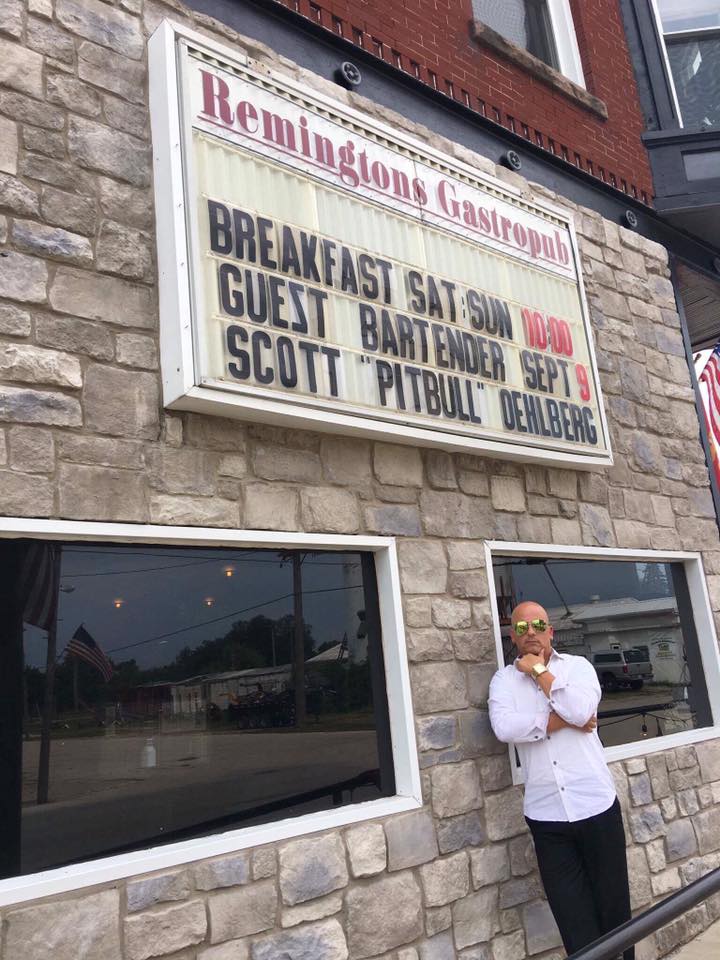 Remingtons Gastropub
BREAKFAST SAT:SUN 10:00
GUEST BARTENDER SEPT 9
SCOTT "PITBULL" OEHLBERG